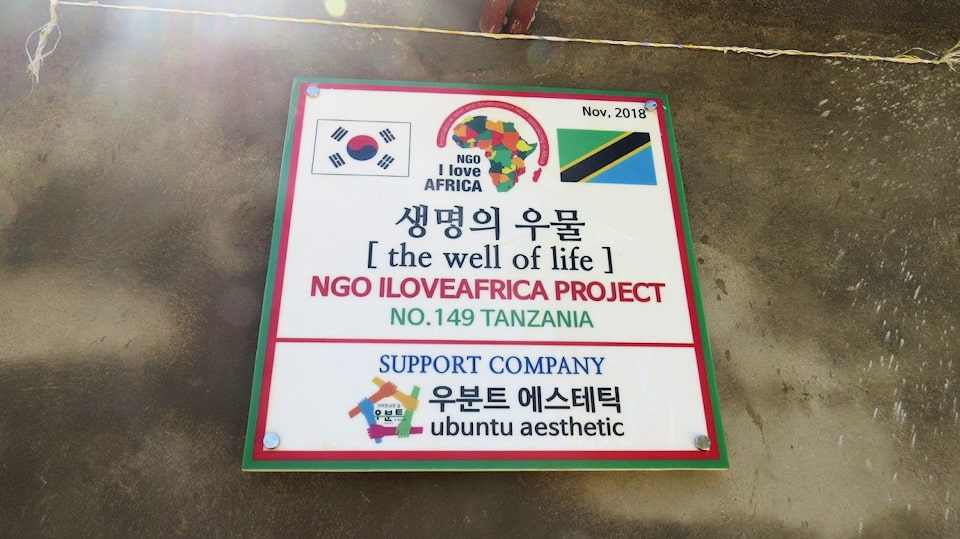 Nov, 2018
NGO
I love
AFRICA
생명의 우물
[ the well of life ]
NGO ILOVEAFRICA PROJECT
NO.149 TANZANIA
SUPPORT COMPANY
우분트
우분트 에스테틱
ubuntu aesthetic